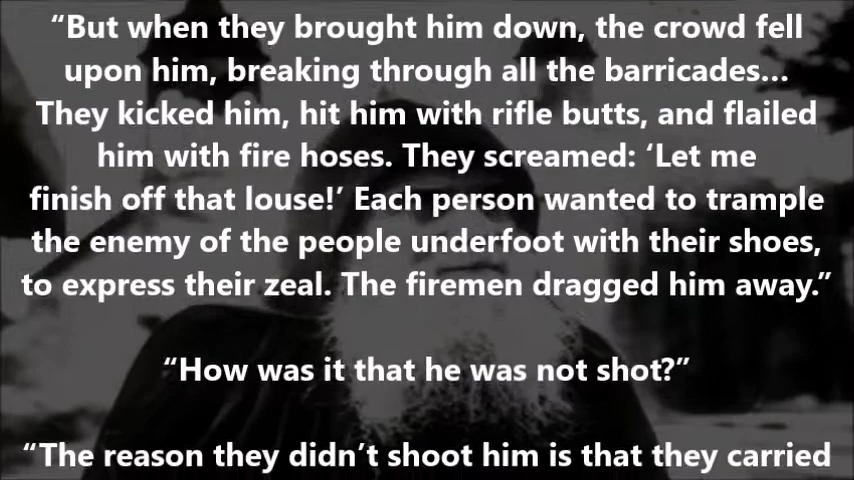 “But when they brought him down, the crowd fell
upon him, breaking through all the barricades...
They kicked him, hit him with rifle butts, and flailed
him with fire hoses. They screamed: ‘Let me
finish off that louse!’ Each person wanted to trample
the enemy of the people underfoot with their shoes,
to express their zeal. The firemen dragged him away.”
“How was it that he was not shot?”
“The reason they didn’t shoot him is that they carried